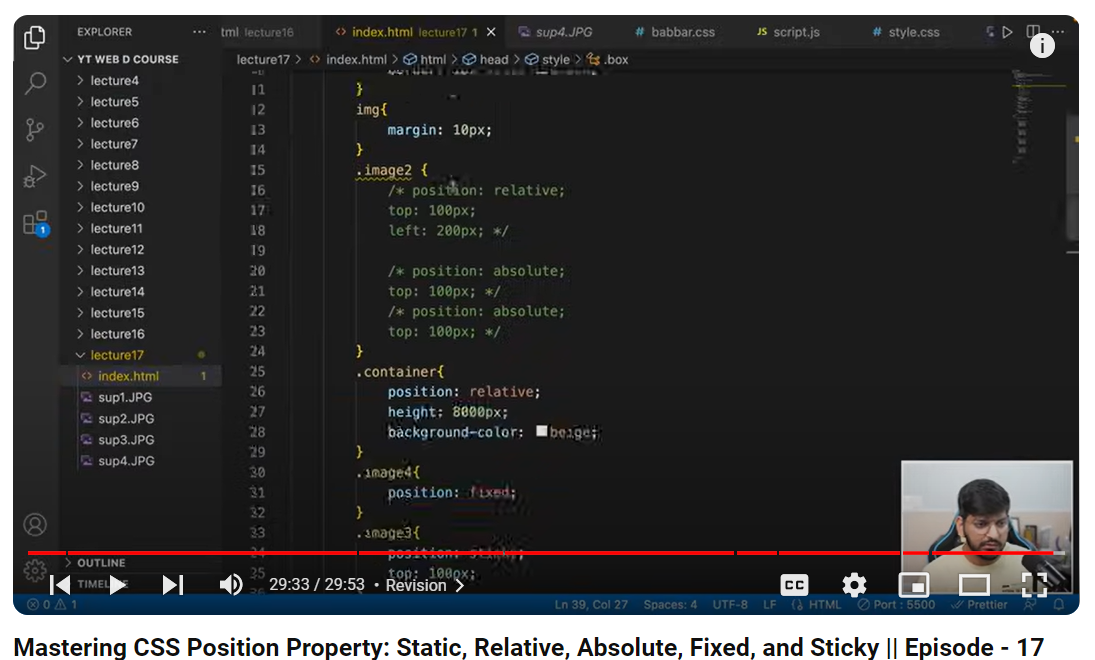 EXPLORER
tml lecture16
index.html lecture17 1
sup4.JPG
babbar.css
script.js
style.css
YT WEB D COURSE
lecture17 > index.html > html > head > style > .box
lecture4
lecture5
lecture6
lecture7
lecture8
lecture9
lecture10
lecture11
lecture12
lecture13
lecture14
lecture15
lecture16
lecture17
index.html 1
sup1.JPG
sup2.JPG
sup3.JPG
sup4.JPG
OUTLINE
TIMELINE
11 }
12 img{
13 margin: 10px;
14 }
15 .image2 {
16 /* position: relative;
17 top: 100px;
18 left: 200px; */
19
20 /* position: absolute;
21 top: 100px; */
22 /* position: absolute;
23 top: 100px; */
24 }
25 .container{
26 position: relative;
27 height: 8000px;
28 background-color: beige;
29 }
30 .image4{
31 position: fixed;
32 }
33 .image3{
34 position: sticky;
35 top: 100px;
29:33 / 29:53 • Revision
CC
0 1
Ln 39, Col 27 Spaces: 4 UTF-8 LF HTML Port : 5500 Prettier
Mastering CSS Position Property: Static, Relative, Absolute, Fixed, and Sticky || Episode - 17